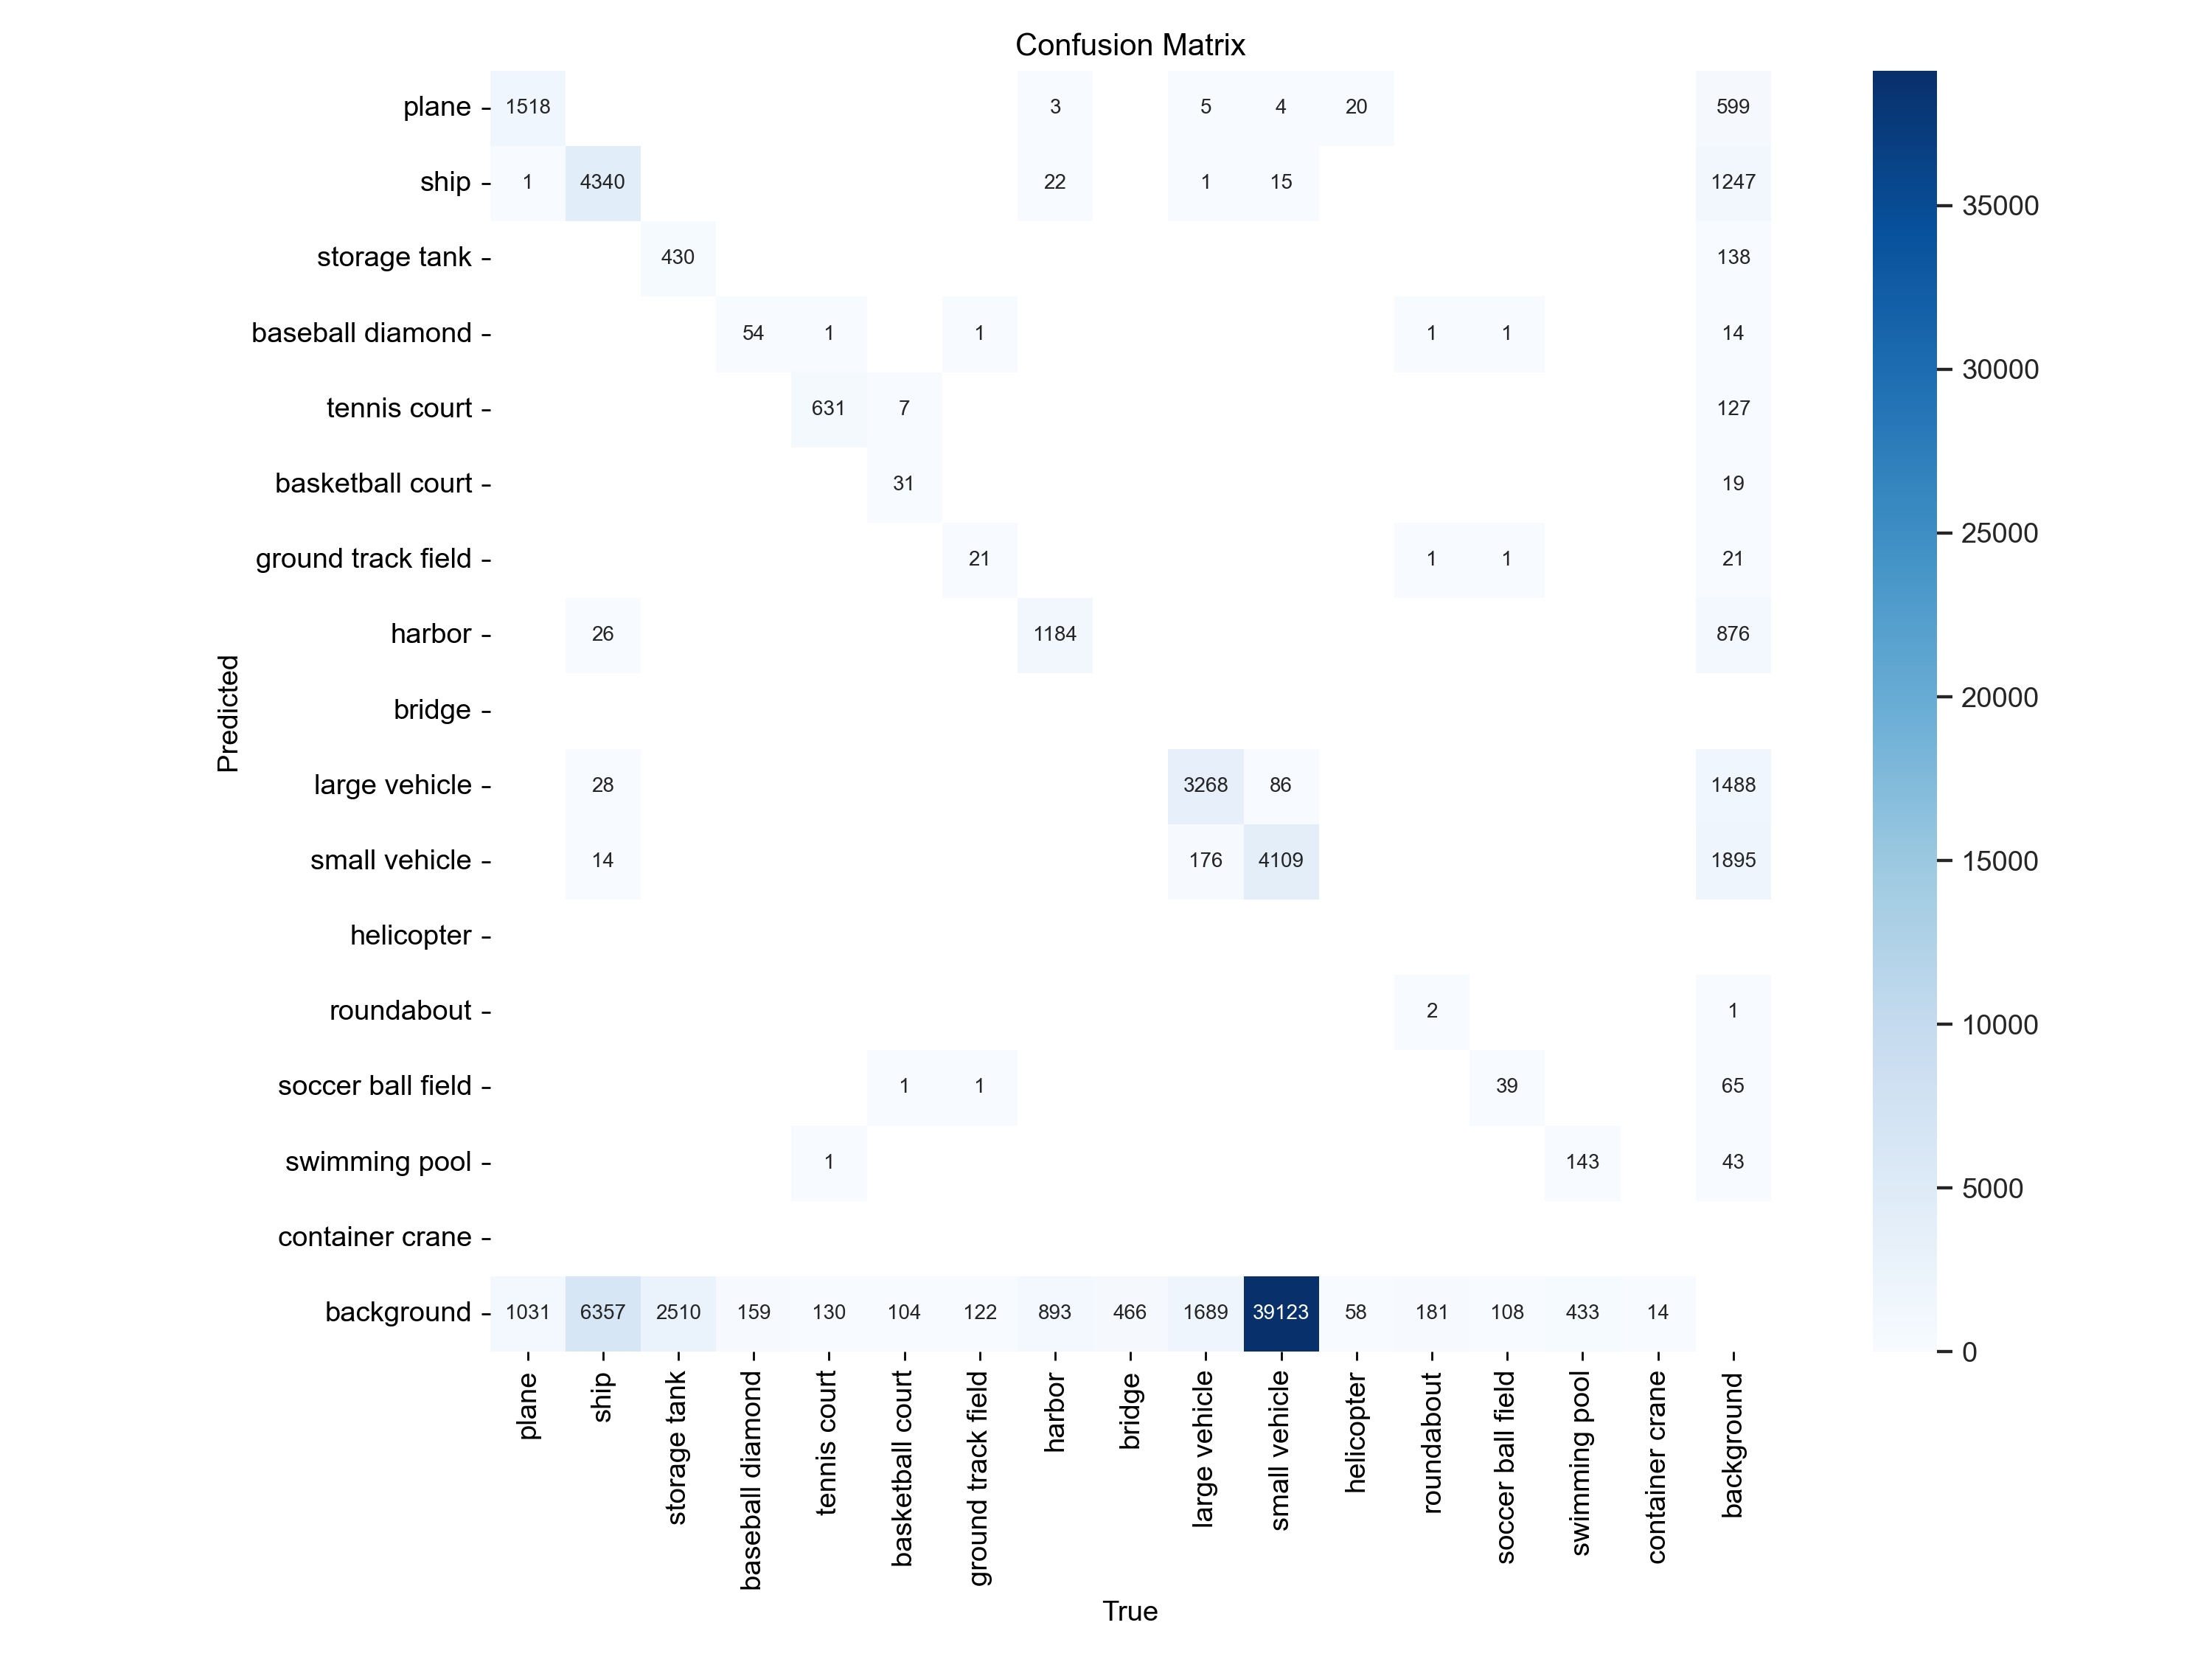 Confusion Matrix
plane 1518 3 5 4 20 599
ship 1 4340 22 1 15 1247
storage tank 430 138
baseball diamond 54 1 1 1 1 14
tennis court 631 7 127
basketball court 31 19
ground track field 21 1 1 21
harbor 26 1184 876
bridge
large vehicle 28 3268 86 1488
small vehicle 14 176 4109 1895
helicopter
roundabout 2 1
soccer ball field 1 1 39 65
swimming pool 1 143 43
container crane
background 1031 6357 2510 159 130 104 122 893 466 1689 39123 58 181 108 433 14
Predicted
plane
ship
storage tank
baseball diamond
tennis court
basketball court
ground track field
harbor
bridge
large vehicle
small vehicle
helicopter
roundabout
soccer ball field
swimming pool
container crane
background
True
35000
30000
25000
20000
15000
10000
5000
0